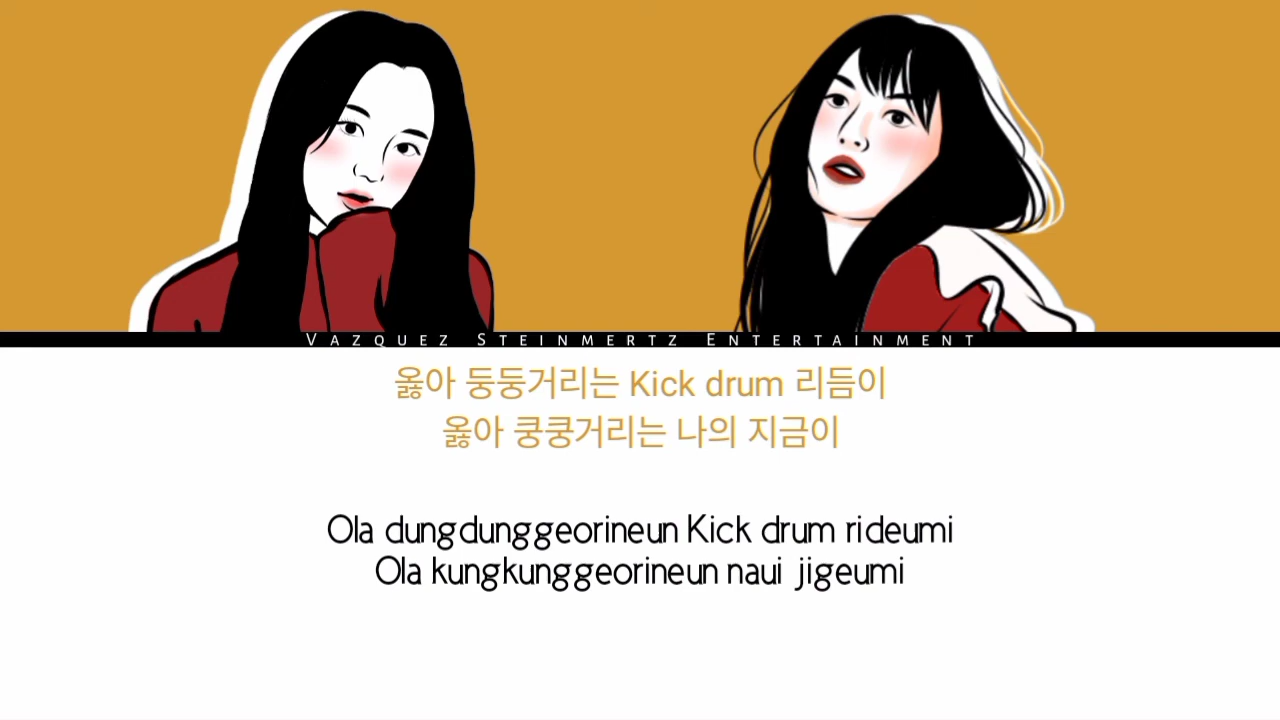 Vazquez Steinmertz Entertainment
옳아 둥둥거리는 Kick drum 리듬이
옳아 쿵쿵거리는 나의 지금이
Ola dungdunggeorineun Kick drum rideumi
Ola kungkunggeorineun naui jigeumi